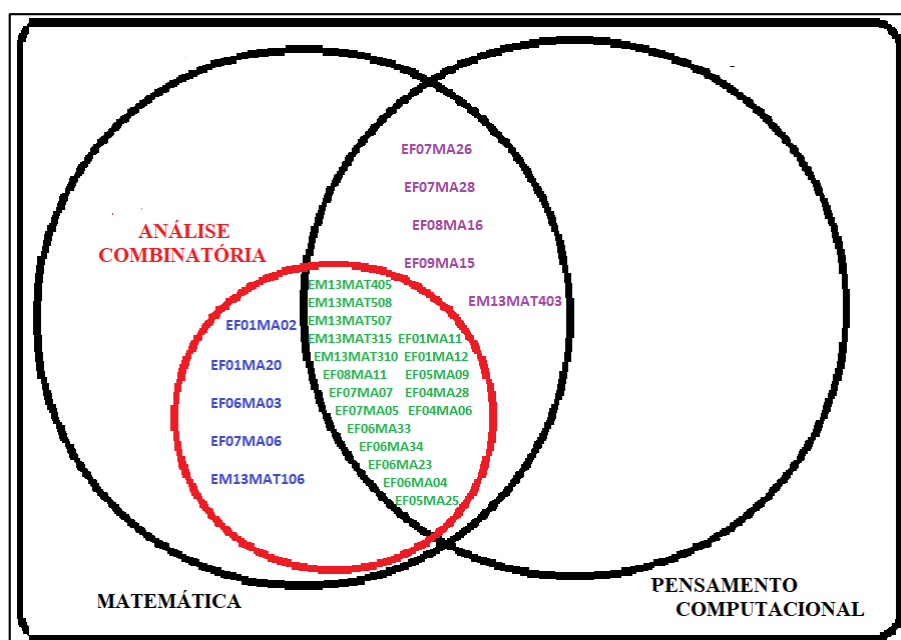 EF07MA26
EF07MA28
EF08MA16
EF09MA15
EM13MAT403
ANÁLISE
COMBINATÓRIA
EF01MA02
EF01MA20
EF06MA03
EF07MA06
EM13MAT106
EM13MAT405
EM13MAT508
EM13MAT507
EM13MAT315 EF01MA11
EM13MAT310 EF01MA12
EF08MA11 EF05MA09
EF07MA07 EF04MA28
EF07MA05 EF04MA06
EF06MA33
EF06MA34
EF06MA23
EF06MA04
EF05MA25
MATEMÁTICA
PENSAMENTO
COMPUTACIONAL